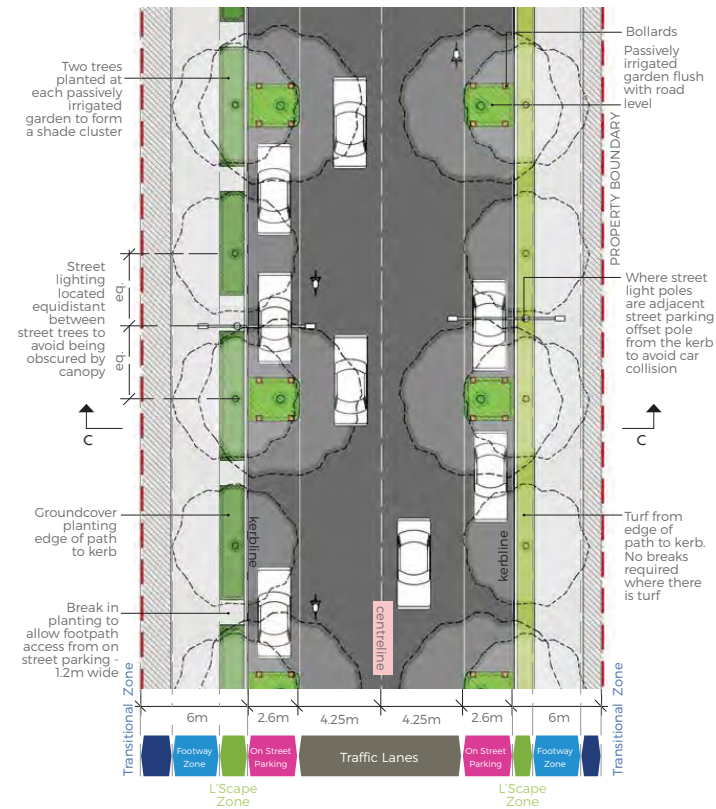 Two trees
planted at
each passively
irrigated
garden to form
a shade cluster
Street
lighting
located
equidistant
between
street trees to
avoid being
obscured by
canopy
eq.
eq.
C
Groundcover
planting
edge of path
to kerb
Break in
planting to
allow footpath
access from on
street parking -
1.2m wide
kerbline
centreline
kerbline
Bollards
Passively
irrigated
garden flush
with road
level
PROPERTY BOUNDARY
Where street
light poles
are adjacent
street parking
offset pole
from the kerb
to avoid car
collision
C
Turf from
edge of
path to kerb.
No breaks
required
where there
is turf
Transitional Zone
6m
2.6m
4.25m
4.25m
2.6m
6m
Transitional Zone
Footway
Zone
On Street
Parking
Traffic Lanes
On Street
Parking
Footway
Zone
L'Scape
Zone
L'Scape
Zone